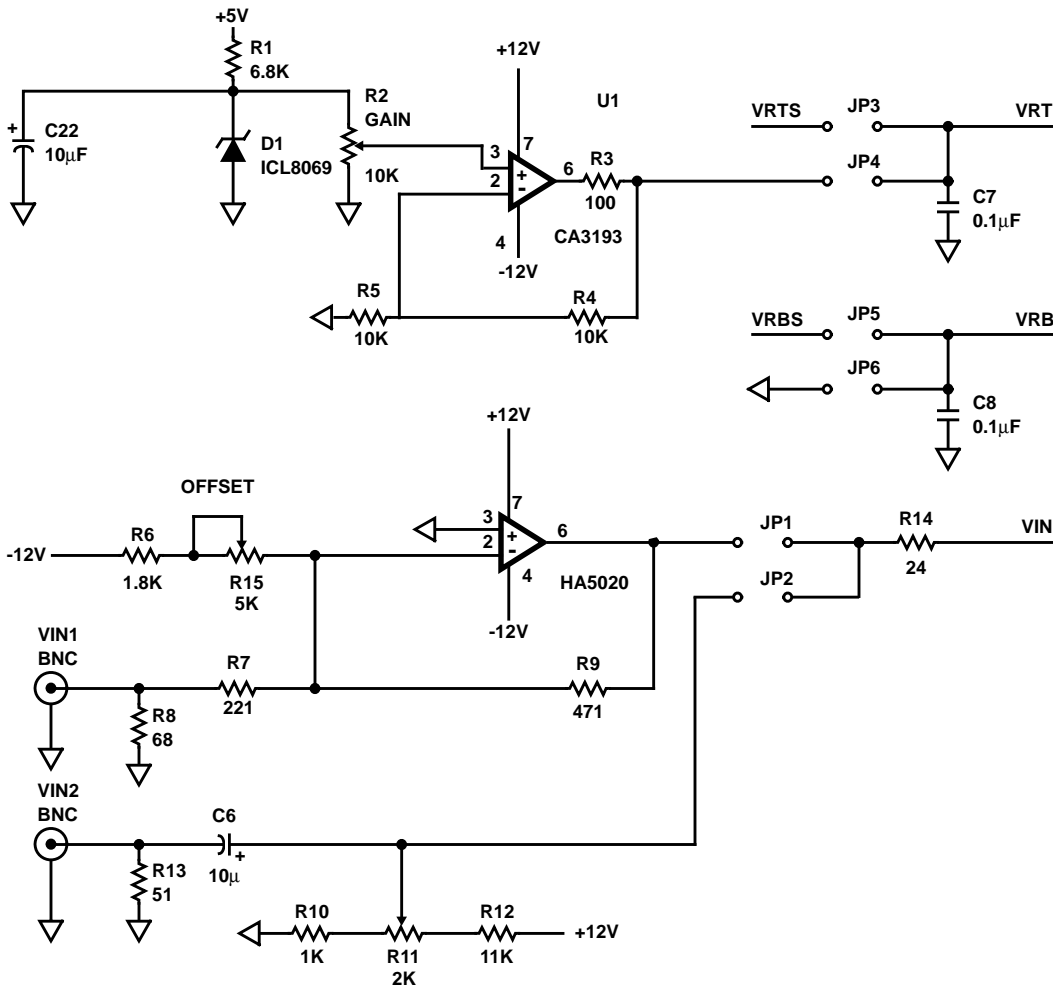 +5V
R1
6.8K
+
C22
10μF
D1
ICL8069
R2
GAIN
10K
+12V
U1
7
3
2
+
-
6
4
-12V
CA3193
R3
100
R5
10K
R4
10K
VRTS
JP3
VRT
JP4
C7
0.1μF
VRBS
JP5
VRB
JP6
C8
0.1μF
+12V
OFFSET
7
3
2
+
-
6
4
-12V
HA5020
-12V
R6
1.8K
R15
5K
JP1
JP2
R14
24
VIN
VIN1
BNC
R7
221
R9
471
R8
68
VIN2
BNC
C6
+
10μ
R13
51
R10
1K
R11
2K
R12
11K
+12V